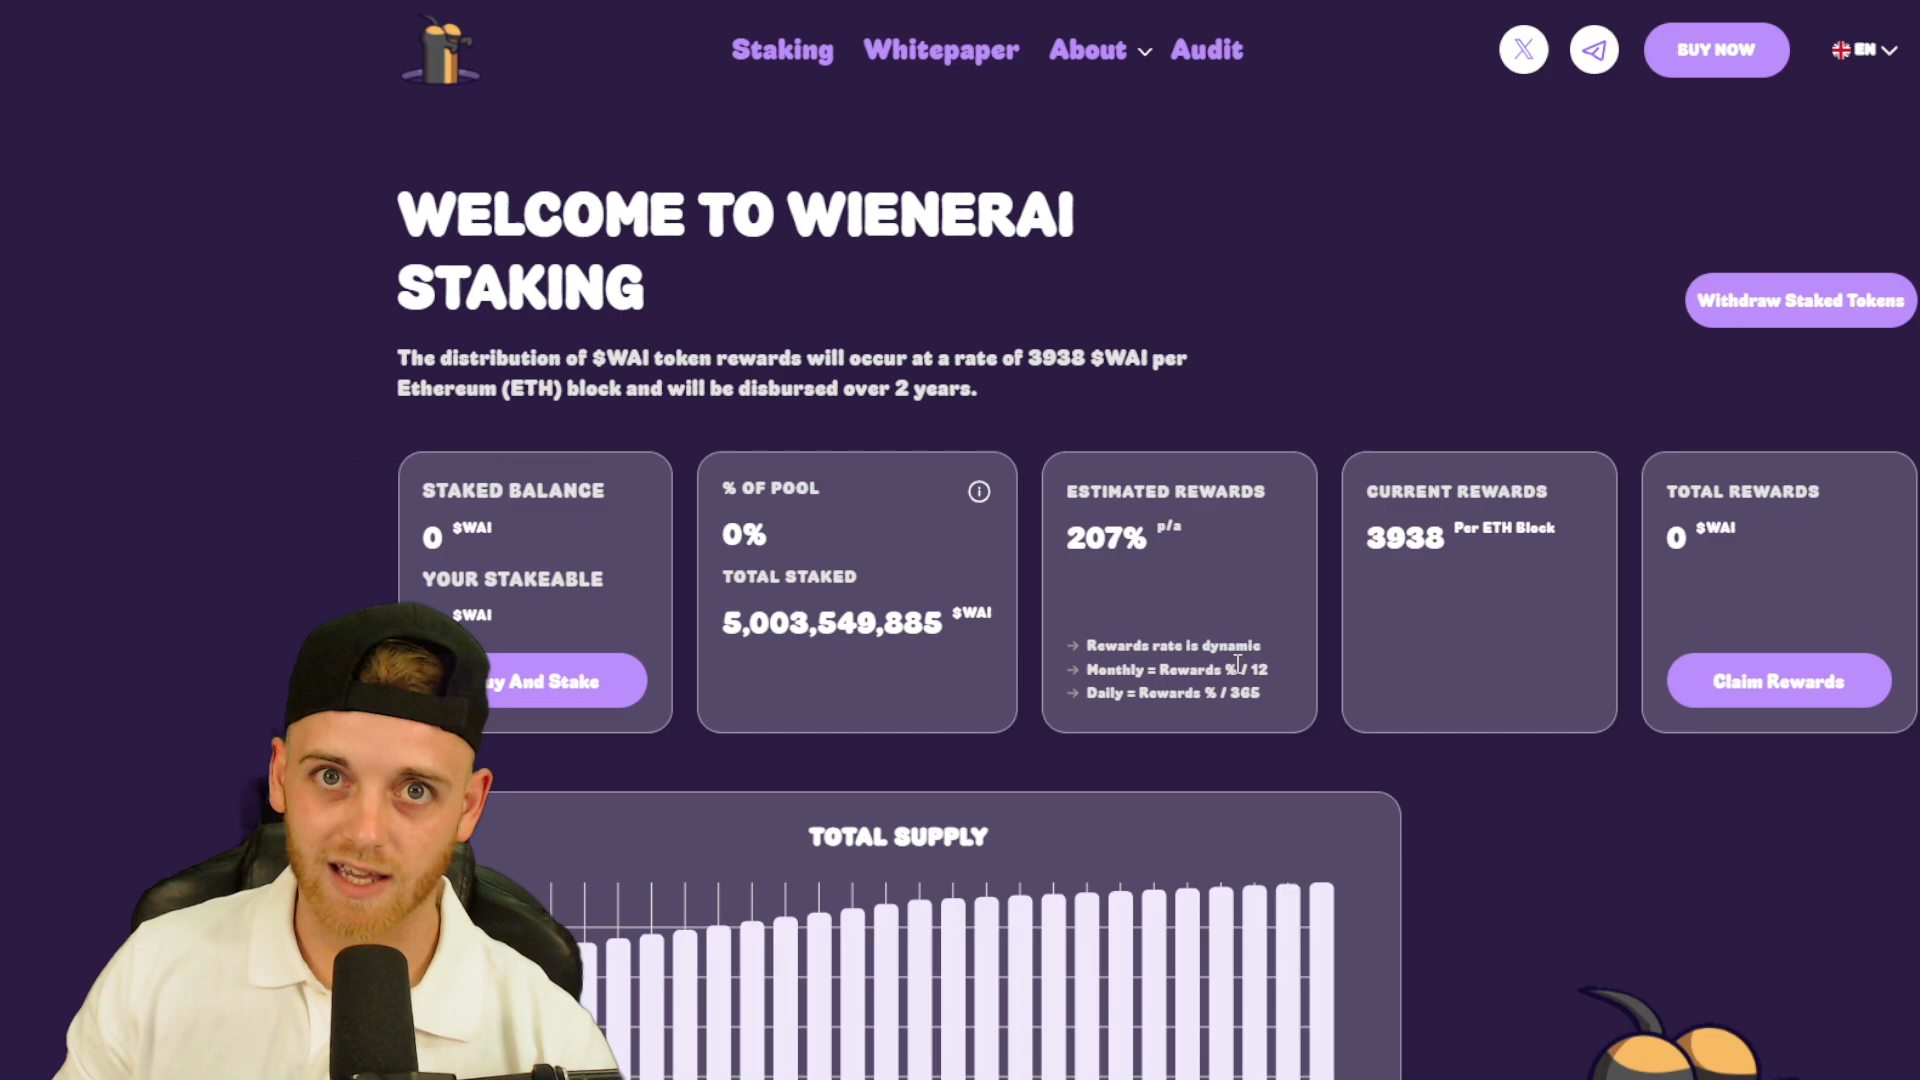 Staking Whitepaper About Audit
BUY NOW
EN
WELCOME TO WIENERAI
STAKING
Withdraw Staked Tokens
The distribution of $WAI token rewards will occur at a rate of 3938 $WAI per
Ethereum (ETH) block and will be disbursed over 2 years.
STAKED BALANCE
0 $WAI
YOUR STAKEABLE
$WAI
And Stake
% OF POOL
0%
TOTAL STAKED
5,003,549,885 $WAI
ESTIMATED REWARDS
207% p/a
→ Rewards rate is dynamic
→ Monthly = Rewards % / 12
→ Daily = Rewards % / 365
CURRENT REWARDS
3938 Per ETH Block
TOTAL REWARDS
0 $WAI
Claim Rewards
TOTAL SUPPLY